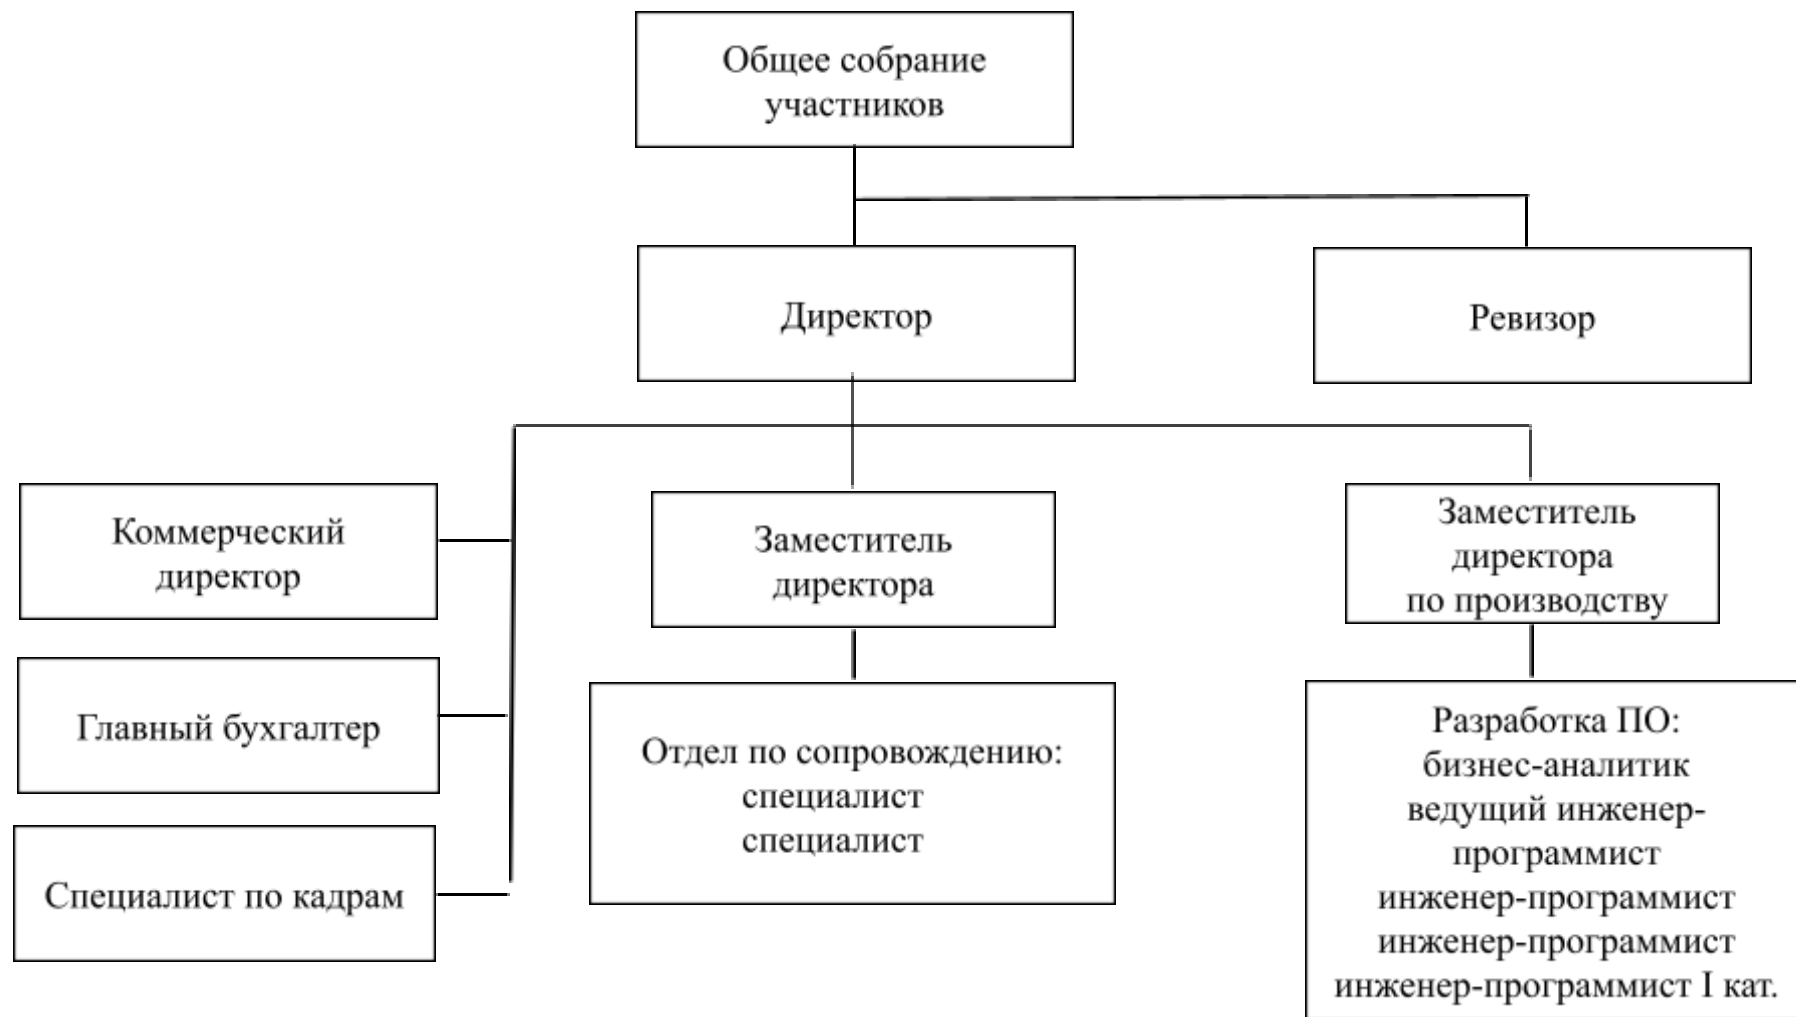 Общее собрание
участников
Директор
Ревизор
Коммерческий
директор
Заместитель
директора
Заместитель
директора
по производству
Главный бухгалтер
Отдел по сопровождению:
специалист
специалист
Разработка ПО:
бизнес-аналитик
ведущий инженер-
программист
инженер-программист
инженер-программист
инженер-программист I кат.
Специалист по кадрам